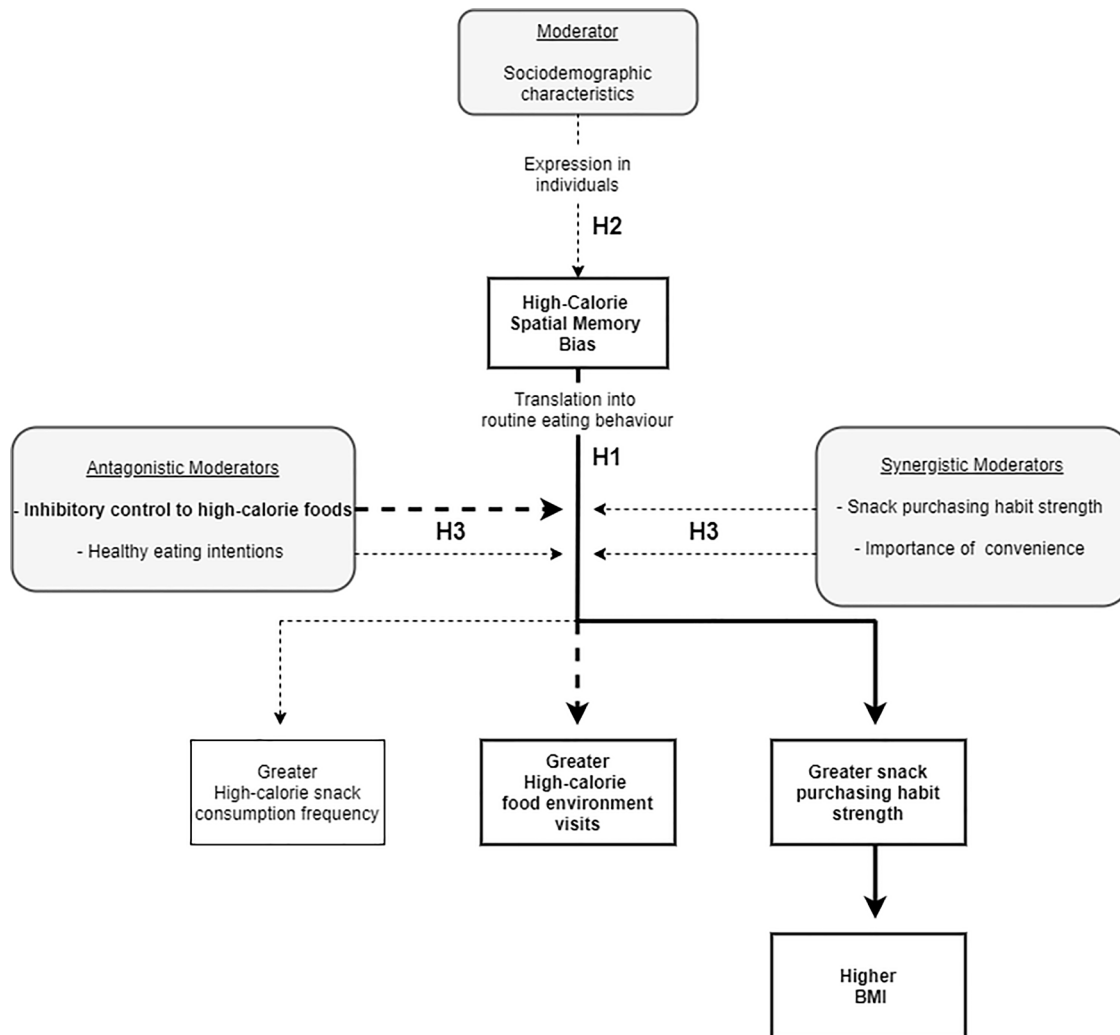 Moderator
Sociodemographic
characteristics
Expression in
individuals
H2
High-Calorie
Spatial Memory
Bias
Translation into
routine eating behaviour
H1
Antagonistic Moderators
- Inhibitory control to high-calorie foods
- Healthy eating intentions
H3
H3
Synergistic Moderators
- Snack purchasing habit strength
- Importance of convenience
Greater
High-calorie snack
consumption frequency
Greater
High-calorie
food environment
visits
Greater snack
purchasing habit
strength
Higher
BMI